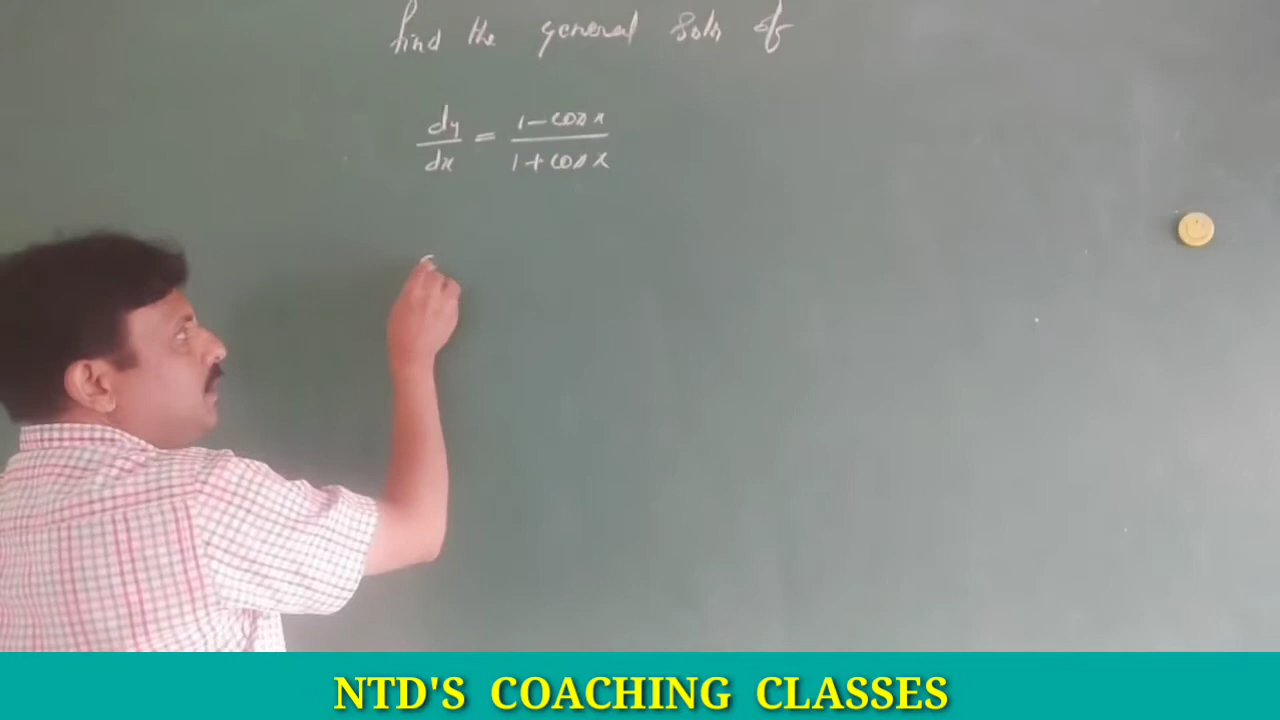 find the general soln of
dy/dx = 1 - cos x / 1 + cos x
NTD'S COACHING CLASSES